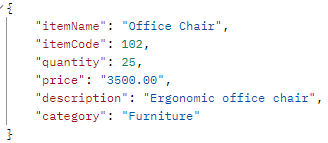 {
"itemName": "Office Chair",
"itemCode": 102,
"quantity": 25,
"price": "3500.00",
"description": "Ergonomic office chair",
"category": "Furniture"
}